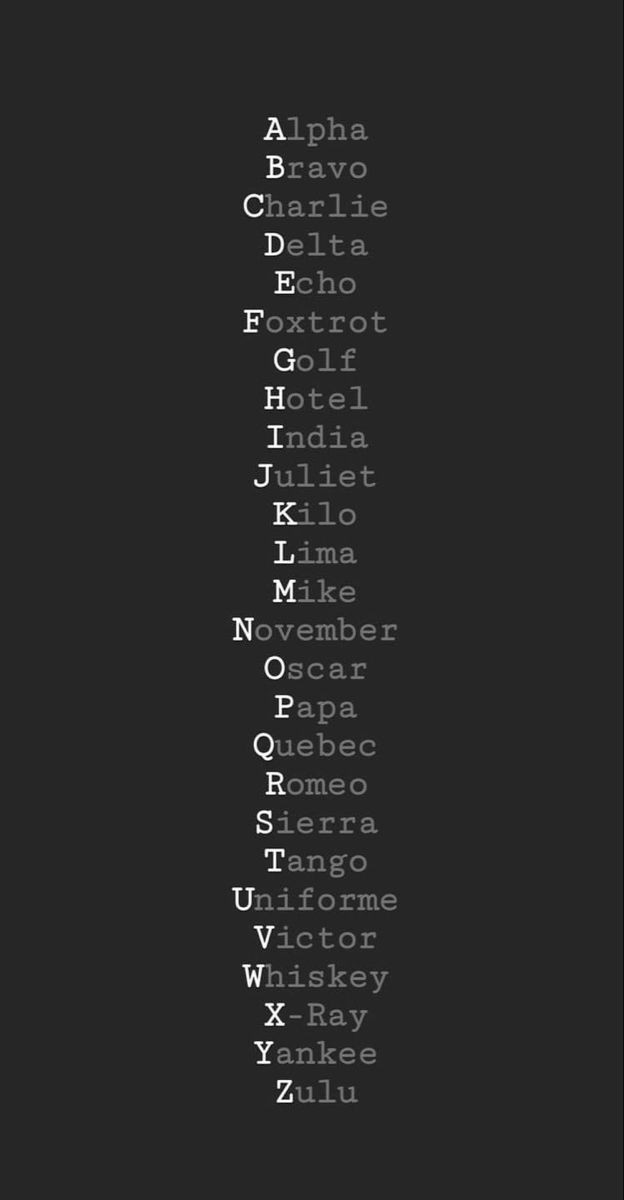 Alpha
Bravo
Charlie
Delta
Echo
Foxtrot
Golf
Hotel
India
Juliet
Kilo
Lima
Mike
November
Oscar
Papa
Quebec
Romeo
Sierra
Tango
Uniforme
Victor
Whiskey
X-Ray
Yankee
Zulu